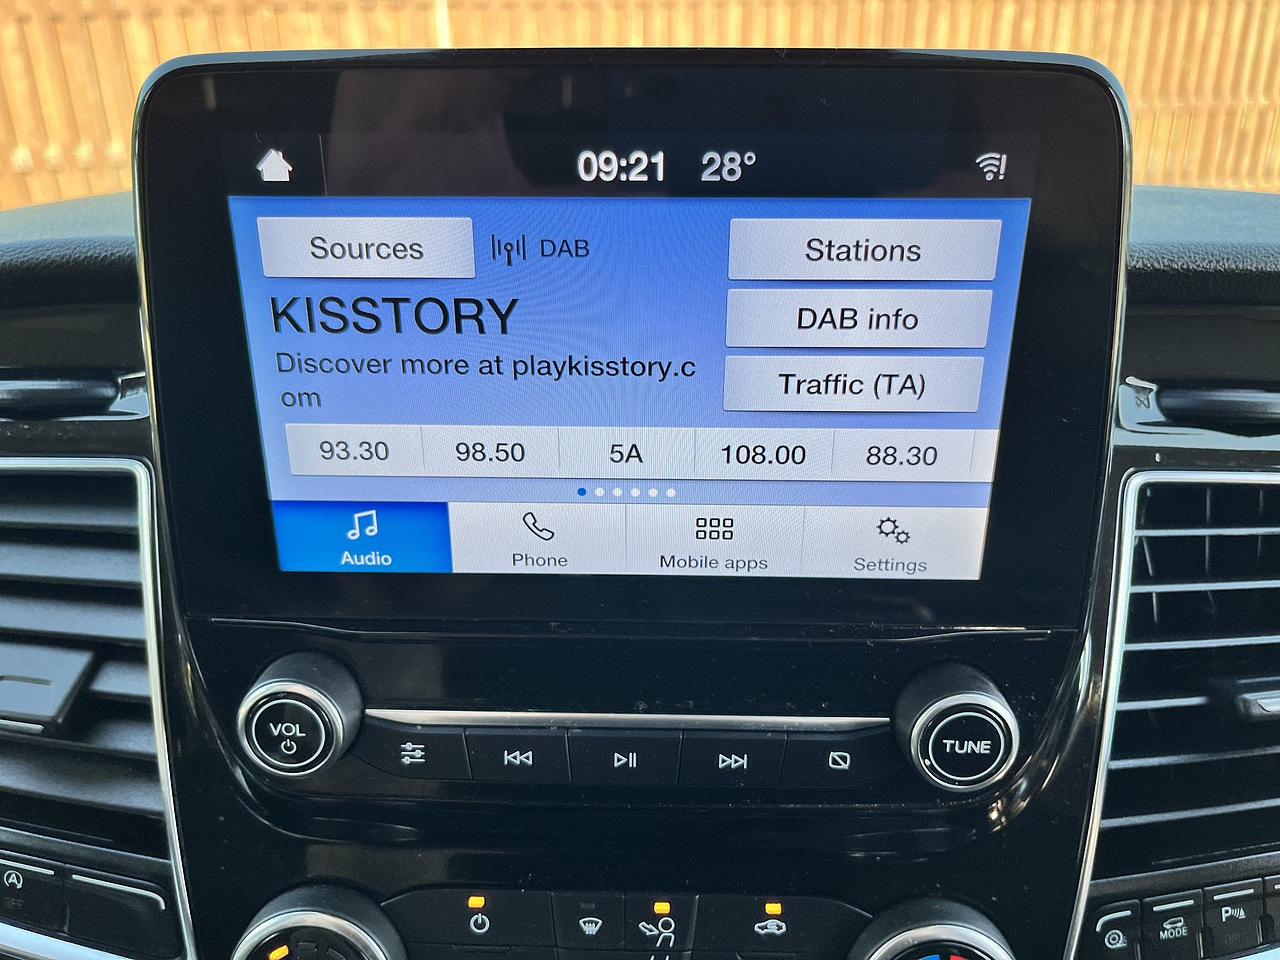 09:21 28°
Sources DAB Stations
KISSTORY
DAB info
Discover more at playkisstory.c
om
Traffic (TA)
93.30 98.50 5A 108.00 88.30
Audio Phone Mobile apps Settings
VOL
TUNE
A
OFF
MODE
P